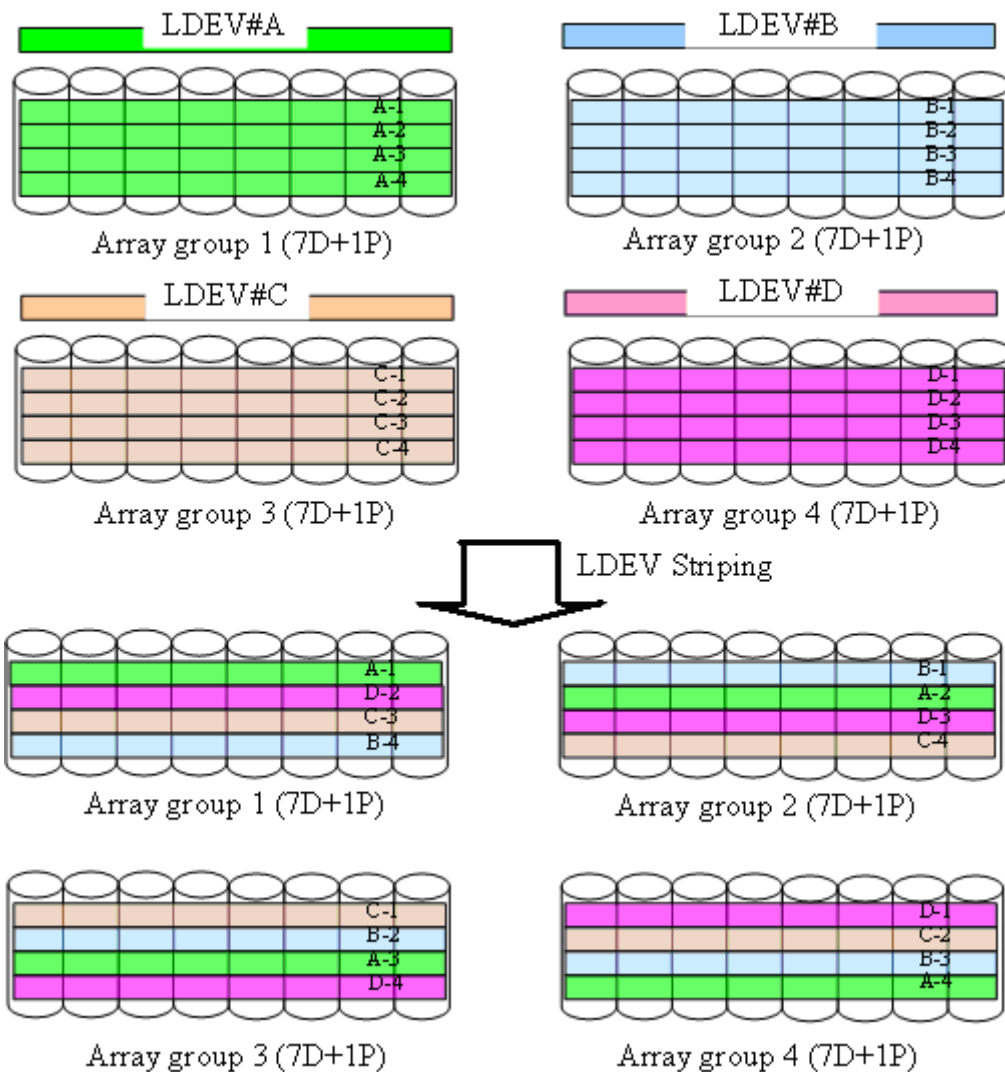 LDEV#A
LDEV#B
A-1
A-2
A-3
A-4
B-1
B-2
B-3
B-4
Array group 1 (7D+1P)
Array group 2 (7D+1P)
LDEV#C
LDEV#D
C-1
C-2
C-3
C-4
D-1
D-2
D-3
D-4
Array group 3 (7D+1P)
Array group 4 (7D+1P)
LDEV Striping
A-1
D-2
C-3
B-4
B-1
A-2
D-3
C-4
Array group 1 (7D+1P)
Array group 2 (7D+1P)
C-1
B-2
A-3
D-4
D-1
C-2
B-3
A-4
Array group 3 (7D+1P)
Array group 4 (7D+1P)